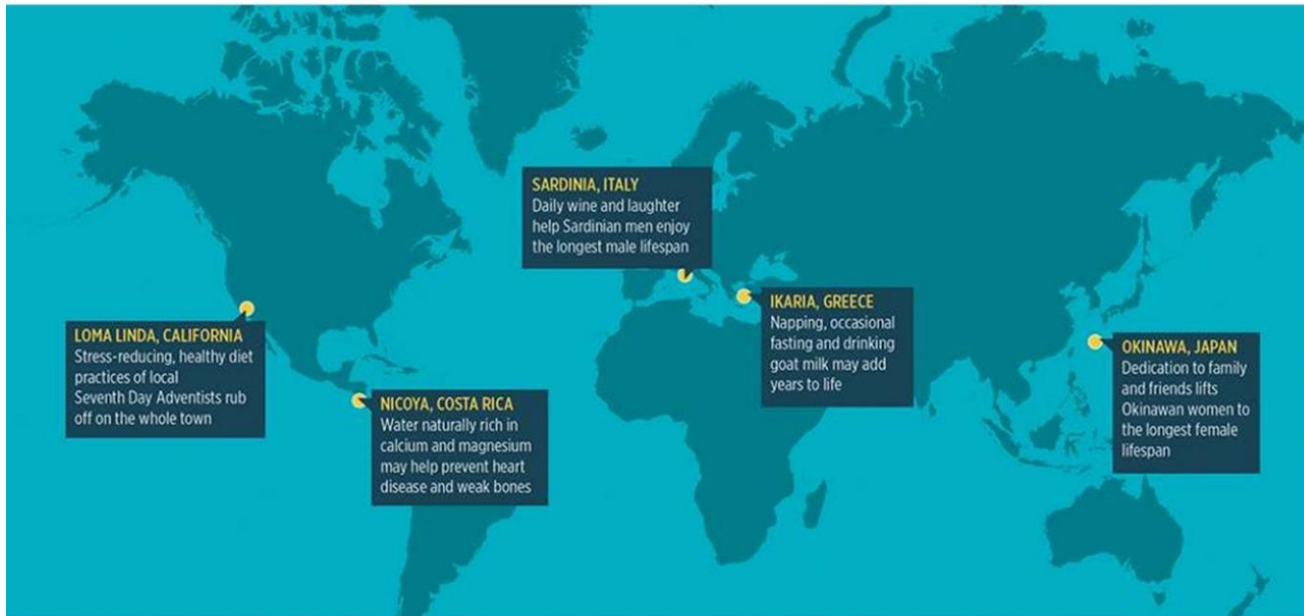 SARDINIA, ITALY
Daily wine and laughter
help Sardinian men enjoy
the longest male lifespan
IKARIA, GREECE
Napping, occasional
fasting and drinking
goat milk may add
years to life
LOMA LINDA, CALIFORNIA
Stress-reducing, healthy diet
practices of local
Seventh Day Adventists rub
off on the whole town
OKINAWA, JAPAN
Dedication to family
and friends lifts
Okinawan women to
the longest female
lifespan
NICOYA, COSTA RICA
Water naturally rich in
calcium and magnesium
may help prevent heart
disease and weak bones